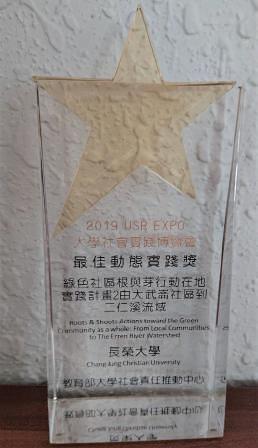 2019 USR EXPO
大學社會實踐博覽會
最佳動態實踐獎
綠色社區根與芽行動在地
實踐計畫2由大武崙社區到
二仁溪流域
Roots & Shoots Actions toward the Green
Community as a whole: From Local Communities
to The Erren River Watershed
長榮大學
Chang Jung Christian University
教育部大學社會責任推動中心